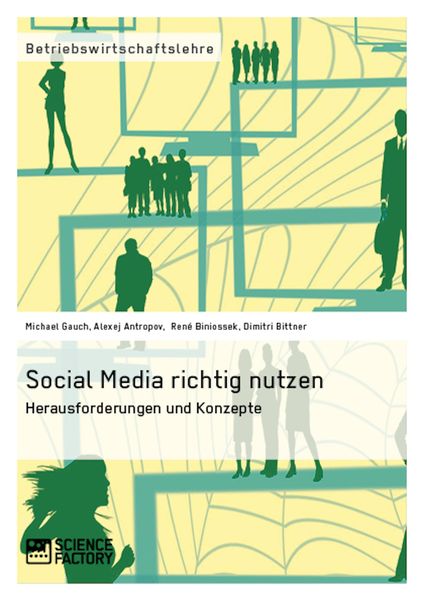 Betriebswirtschaftslehre
Michael Gauch, Alexej Antropov, René Biniossek, Dimitri Bittner
Social Media richtig nutzen
Herausforderungen und Konzepte
SCIENCE
FACTORY